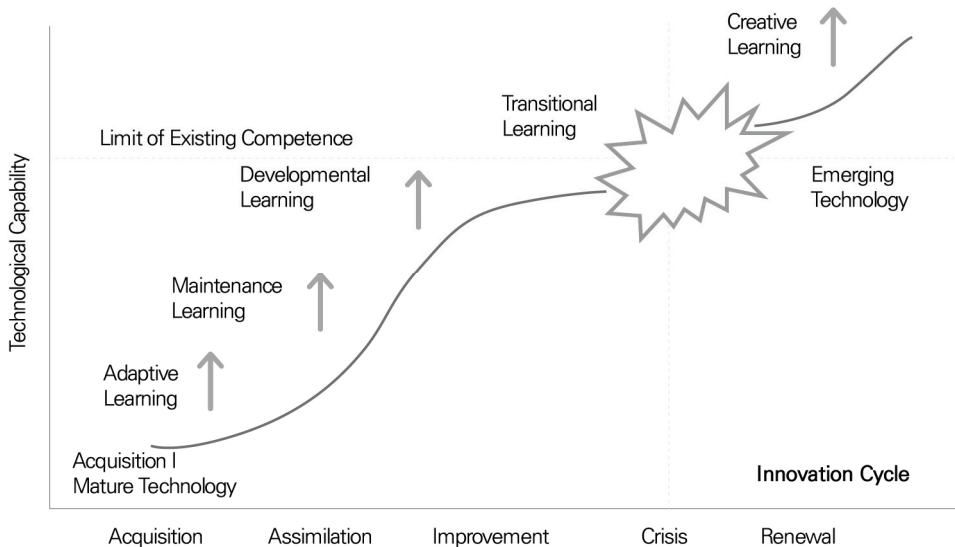 Creative
Learning
Transitional
Learning
Limit of Existing Competence
Developmental
Learning
Emerging
Technology
Technological Capability
Maintenance
Learning
Adaptive
Learning
Acquisition I
Mature Technology
Innovation Cycle
Acquisition
Assimilation
Improvement
Crisis
Renewal